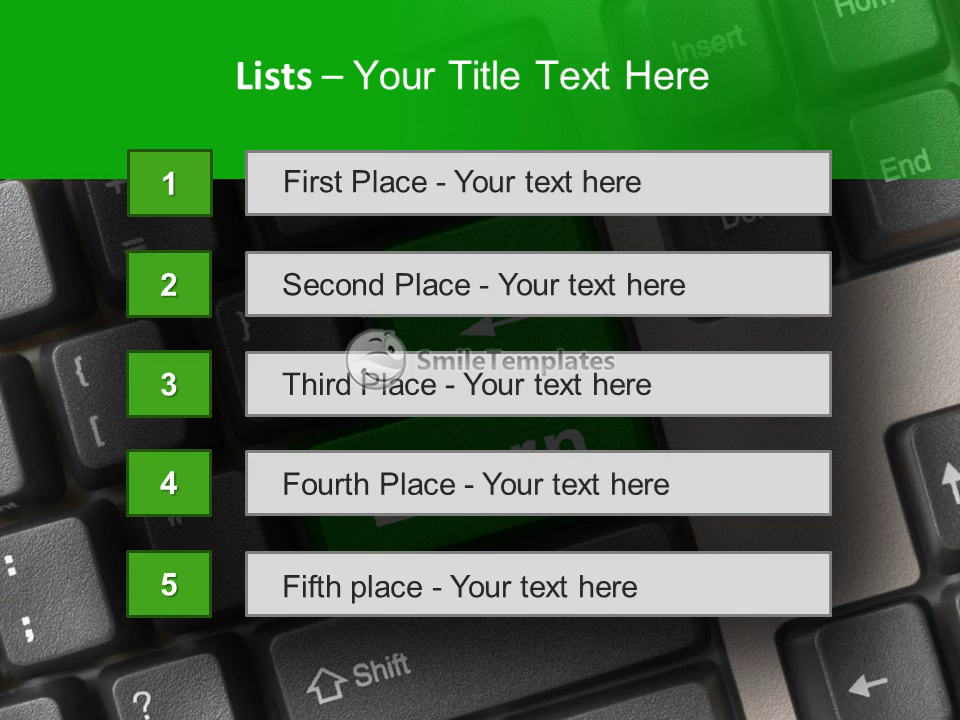 Insert
Home
Lists – Your Title Text Here
End
1
First Place - Your text here
2
Second Place - Your text here
SmileTemplates
3
Third Place - Your text here
4
Fourth Place - Your text here
5
Fifth place - Your text here
Shift